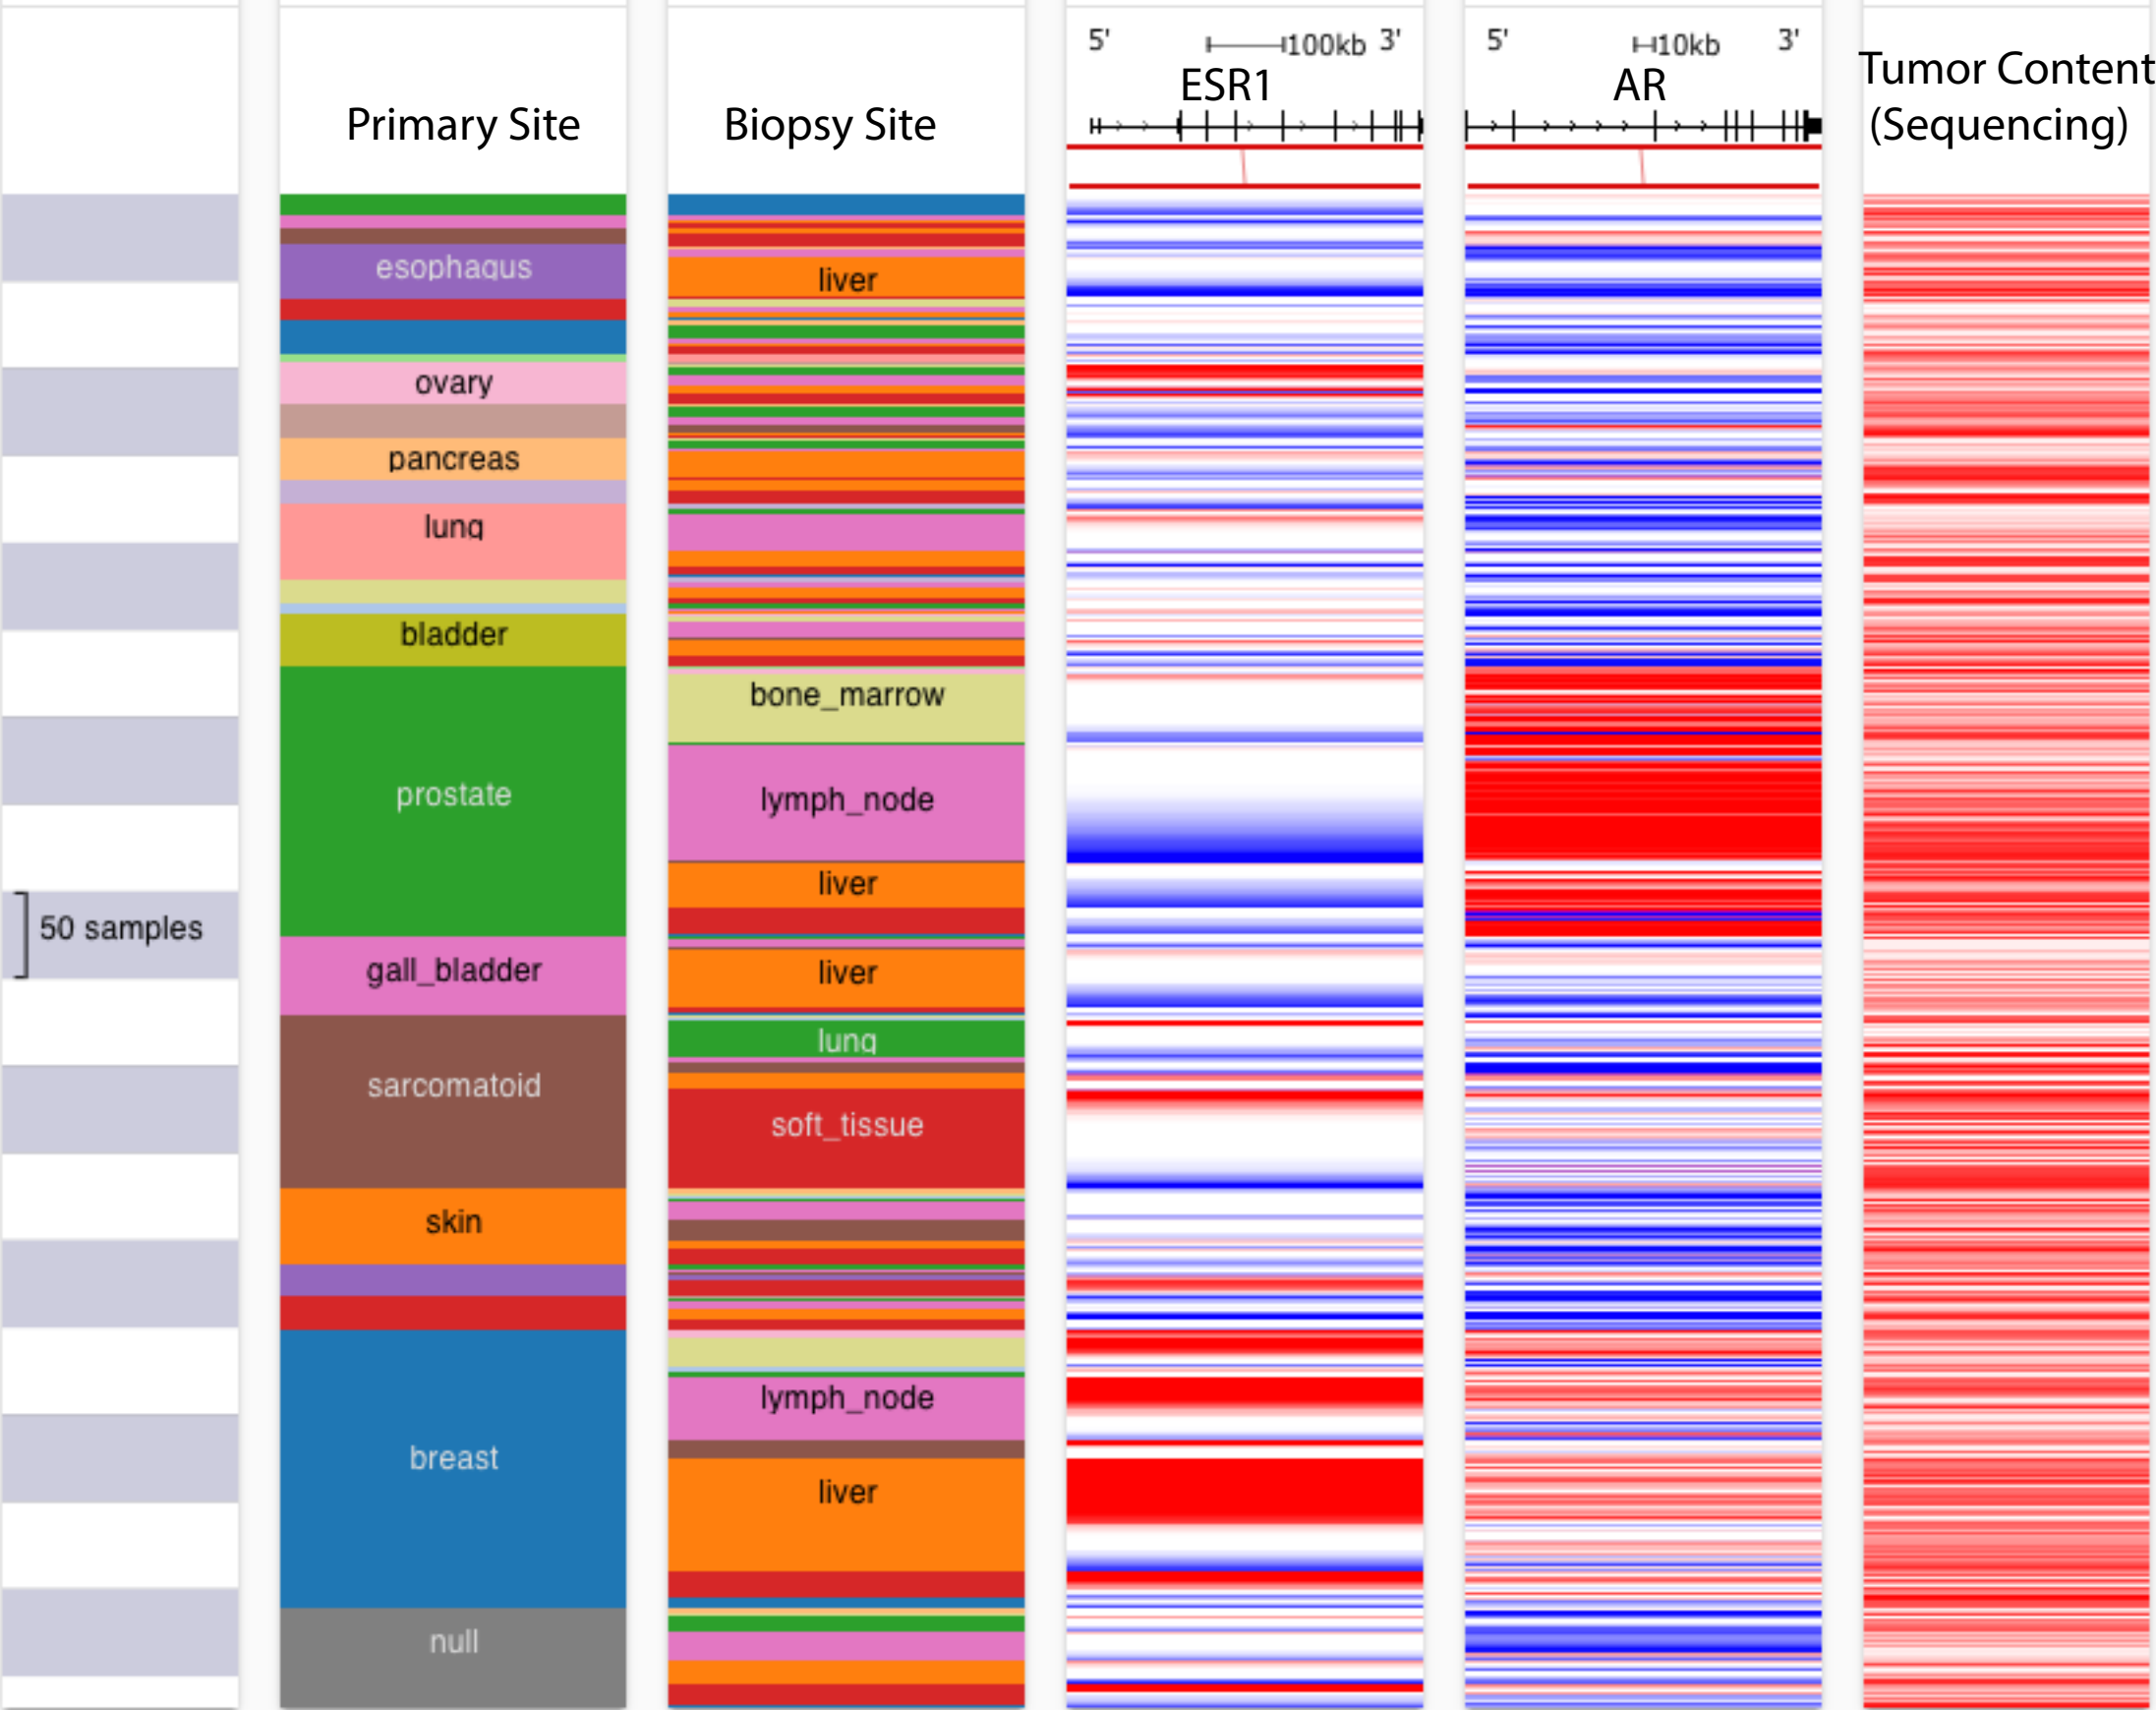 5' 100kb 3'
5' 10kb 3'
ESR1
AR
Tumor Content
(Sequencing)
Primary Site
Biopsy Site
esophagus
liver
ovary
pancreas
lung
bladder
bone_marrow
prostate
lymph_node
liver
50 samples
gall_bladder
liver
lung
sarcomatoid
soft_tissue
skin
lymph_node
breast
liver
null